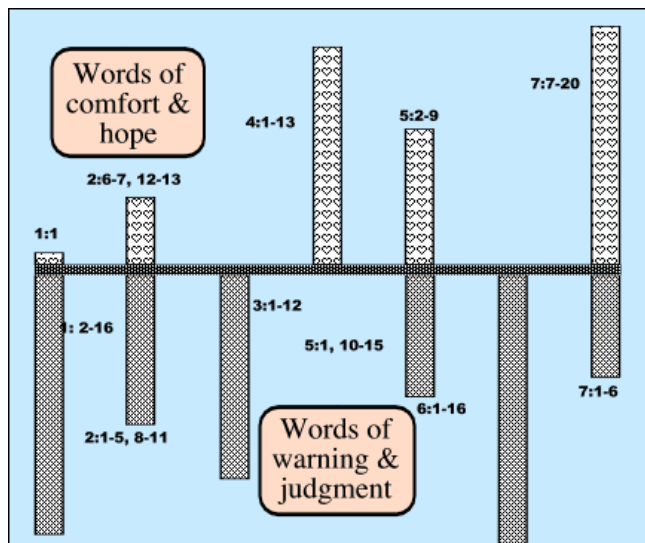 Words of
comfort &
hope
7:7-20
4:1-13
5:2-9
2:6-7, 12-13
1:1
3:1-12
1: 2-16
5:1, 10-15
7:1-6
6:1-16
2:1-5, 8-11
Words of
warning &
judgment